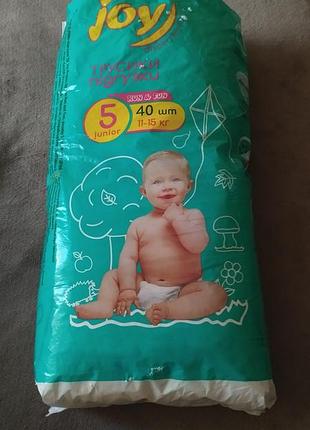 joy
трусики
підгузки
RUN & FUN
5
junior
40 шт
11-15 кг